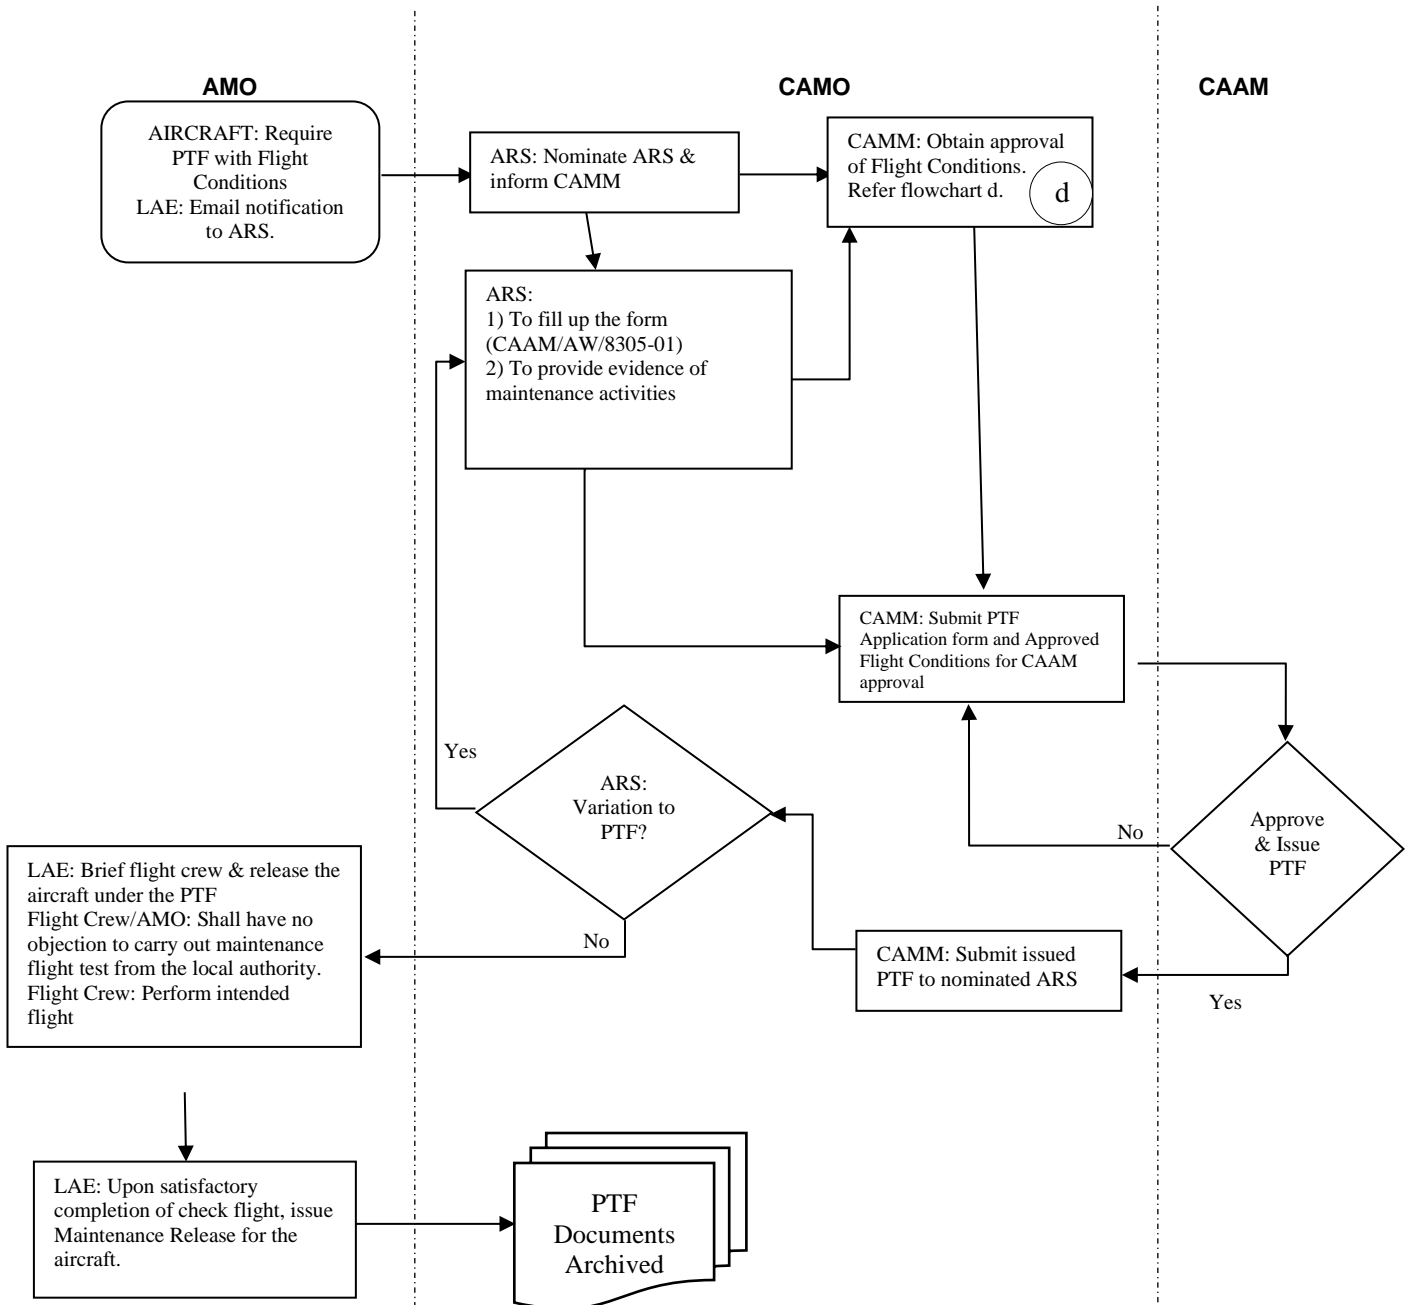 AMO
CAMO
CAAM
AIRCRAFT: Require
PTF with Flight
Conditions
LAE: Email notification
to ARS.
ARS: Nominate ARS &
inform CAMM
CAMM: Obtain approval
of Flight Conditions.
Refer flowchart d.
d
ARS:
1) To fill up the form
(CAAM/AW/8305-01)
2) To provide evidence of
maintenance activities
CAMM: Submit PTF
Application form and Approved
Flight Conditions for CAAM
approval
Yes
ARS:
Variation to
PTF?
No
Approve
& Issue
PTF
No
Yes
CAMM: Submit issued
PTF to nominated ARS
LAE: Brief flight crew & release the
aircraft under the PTF
Flight Crew/AMO: Shall have no
objection to carry out maintenance
flight test from the local authority.
Flight Crew: Perform intended
flight
LAE: Upon satisfactory
completion of check flight, issue
Maintenance Release for the
aircraft.
PTF
Documents
Archived